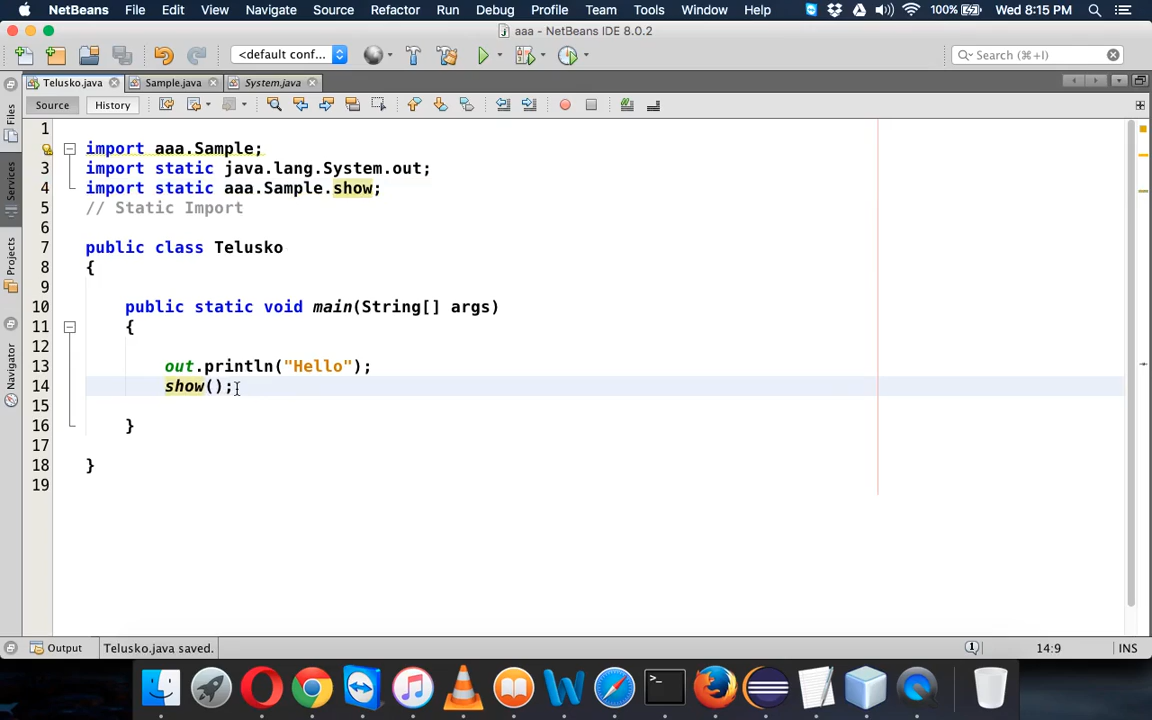 NetBeans File Edit View Navigate Source Refactor Run Debug Profile Team Tools Window Help 100% Wed 8:15 PM
aaa - NetBeans IDE 8.0.2
<default conf... Search (⌘+I)
Telusko.java Sample.java System.java
Source History
Files
Services
Projects
Navigator
1
import aaa.Sample;
3 import static java.lang.System.out;
4 import static aaa.Sample.show;
5 // Static Import
6
7 public class Telusko
8 {
9
10 public static void main(String[] args)
11 {
12
13 out.println("Hello");
14 show();
15
16 }
17
18 }
19
Output Telusko.java saved. 1 14:9 INS
>_